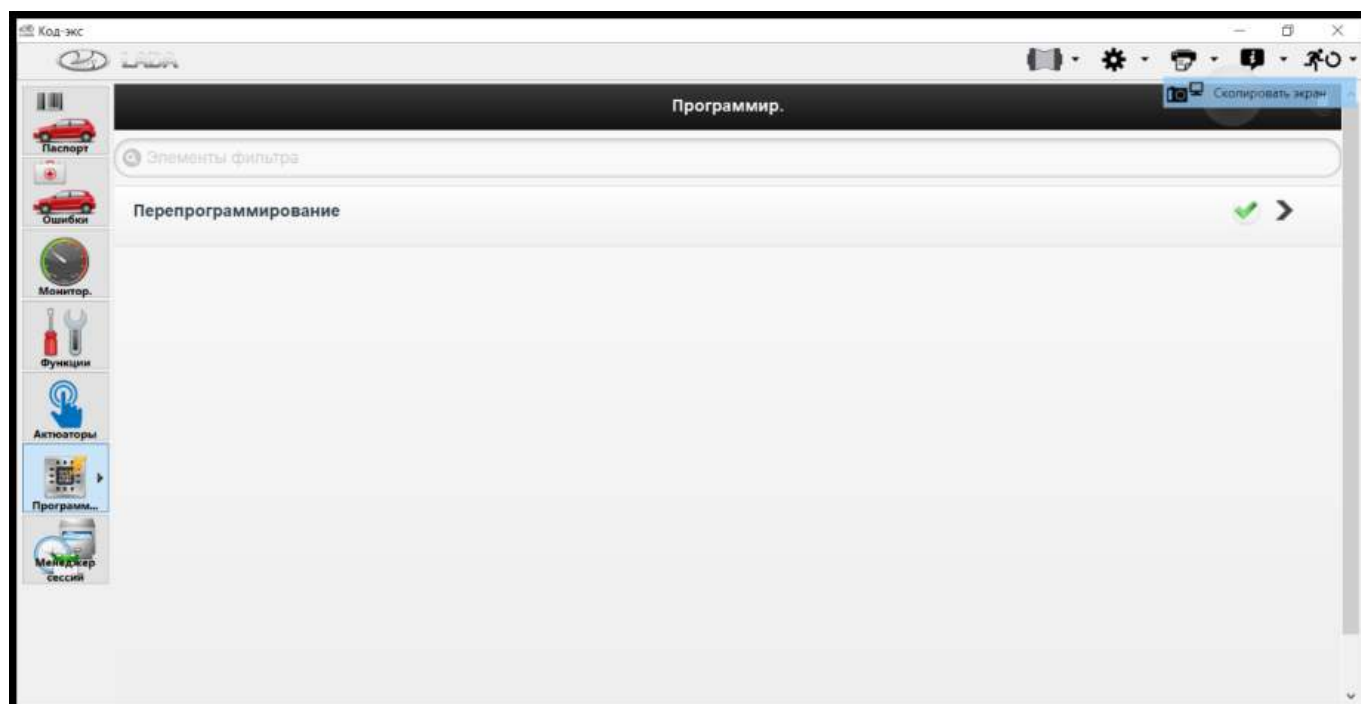 Код-экс
LADA
Скопировать экран
Программир.
Паспорт
Элементы фильтра
Ошибки
Перепрограммирование
Монитор.
Функции
Актюаторы
Программ...
Менеджер
сессий